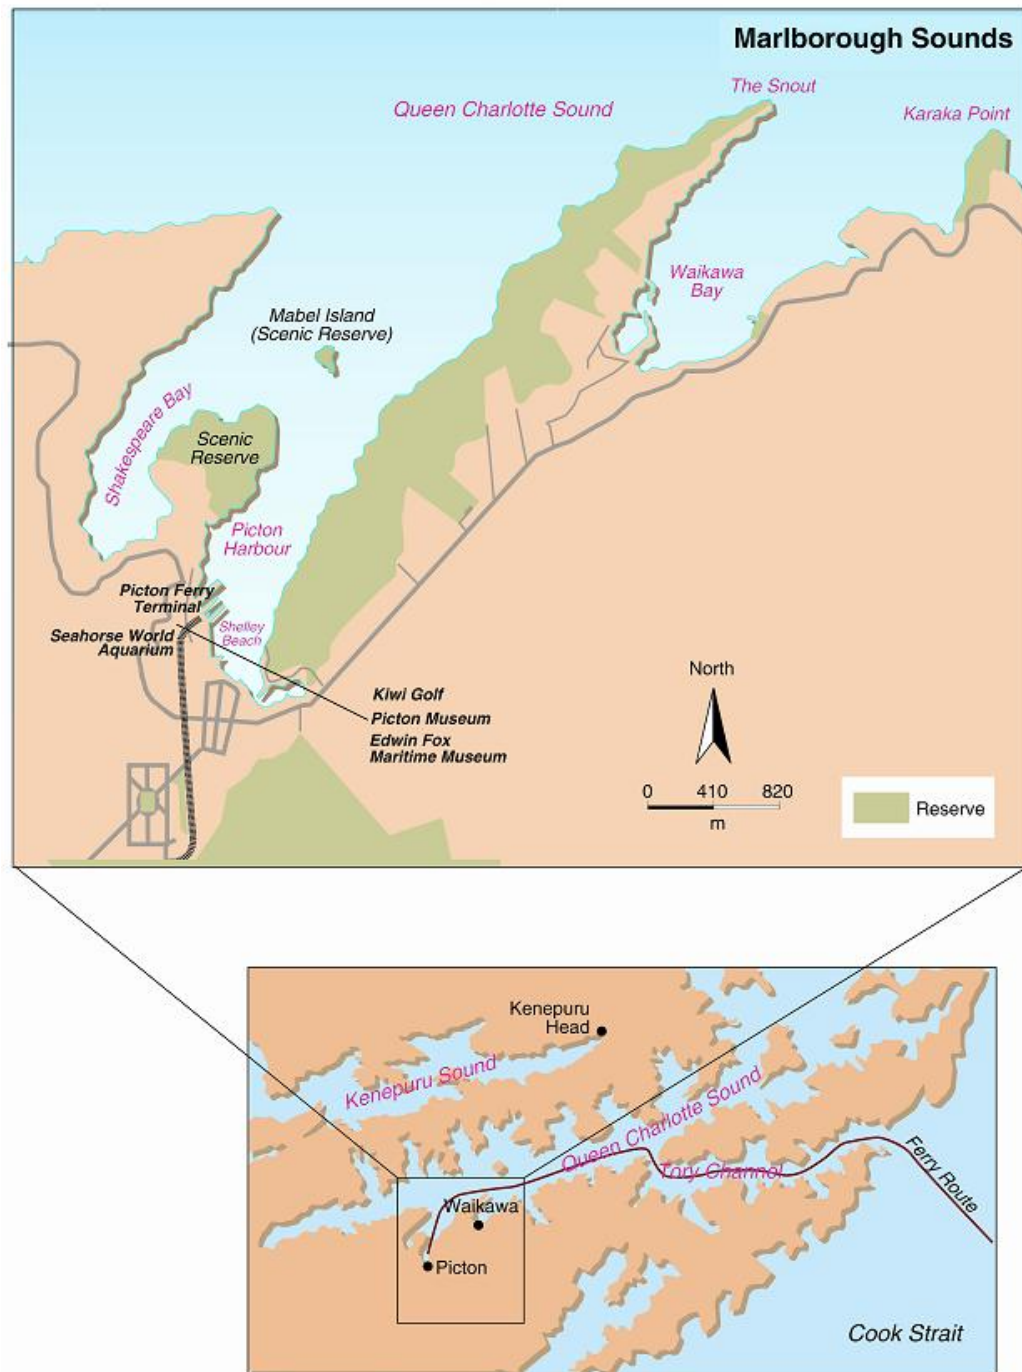 Marlborough Sounds
The Snout
Queen Charlotte Sound
Karaka Point
Waikawa
Bay
Mabel Island
(Scenic Reserve)
Shakespeare Bay
Scenic
Reserve
Picton
Harbour
Picton Ferry
Terminal
Shelley
Beach
Seahorse World
Aquarium
Kiwi Golf
Picton Museum
Edwin Fox
Maritime Museum
North
0 410 820
m
Reserve
Kenepuru
Head
Kenepuru Sound
Queen Charlotte Sound
Tory Channel
Ferry Route
Waikawa
Picton
Cook Strait